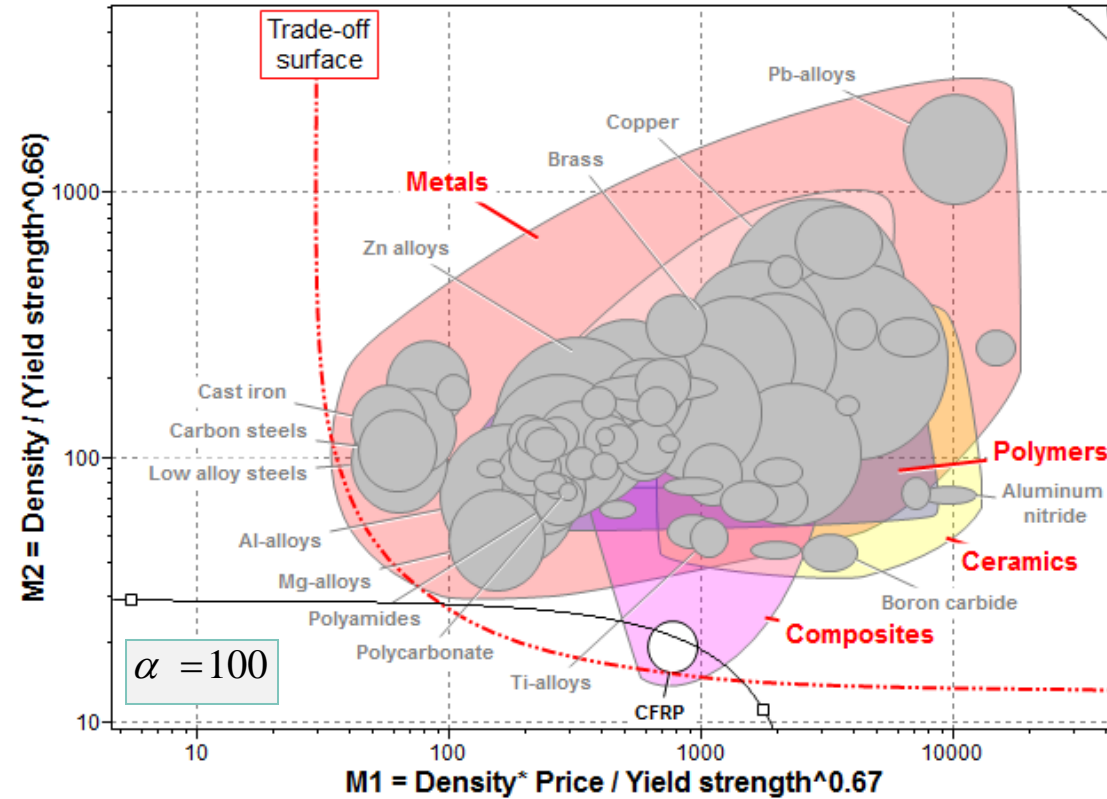 Trade-off
surface
Pb-alloys
Copper
Brass
Metals
Zn alloys
1000
Cast iron
Carbon steels
Low alloy steels
100
Polymers
Aluminum
nitride
Al-alloys
Ceramics
Mg-alloys
Boron carbide
Polyamides
Composites
Polycarbonate
Ti-alloys
α = 100
CFRP
10
10
100
1000
10000
M1 = Density* Price / Yield strength^0.67
M2 = Density / (Yield strength^0.66)